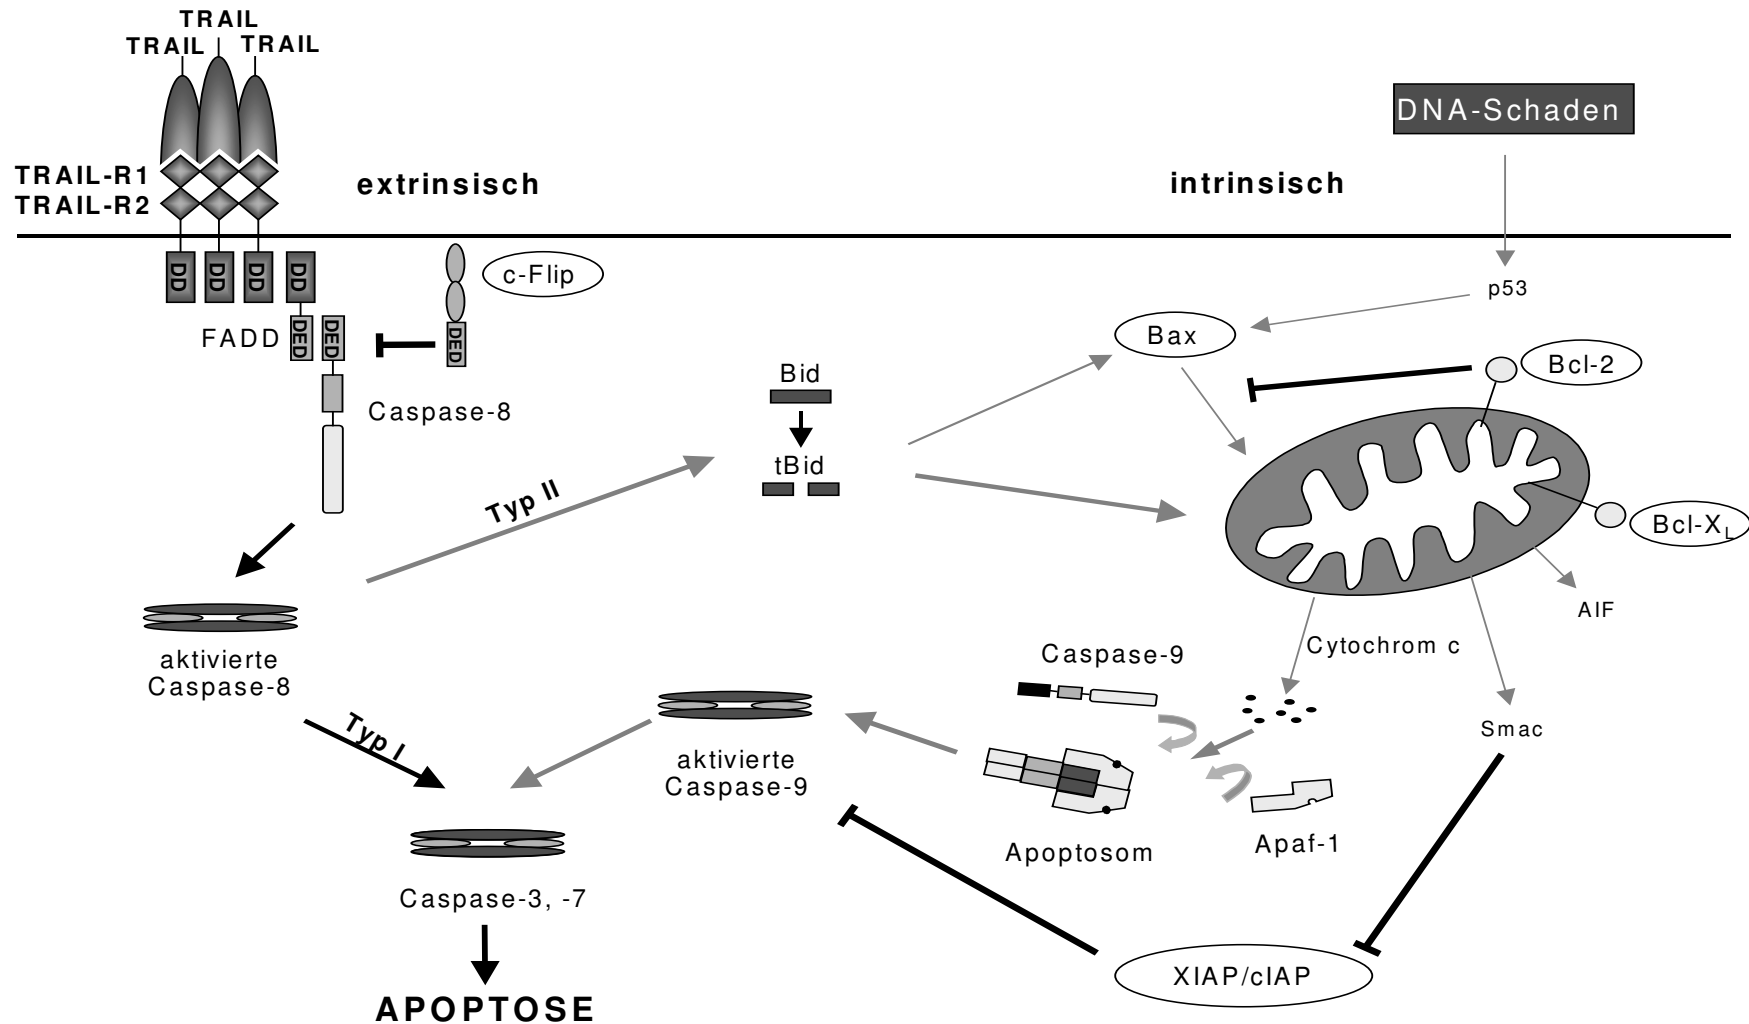 TRAIL
TRAIL
TRAIL
DNA-Schaden
TRAIL-R1
TRAIL-R2
extrinsisch
intrinsisch
DD
DD
DD
DD
c-Flip
p53
FADD
DED
DED
DED
Bax
Bcl-2
Bid
Caspase-8
tBid
Typ II
Bcl-XL
AIF
aktivierte
Caspase-8
Cytochrom c
Caspase-9
Typ I
Smac
aktivierte
Caspase-9
Apoptosom
Apaf-1
Caspase-3, -7
XIAP/cIAP
APOPTOSE